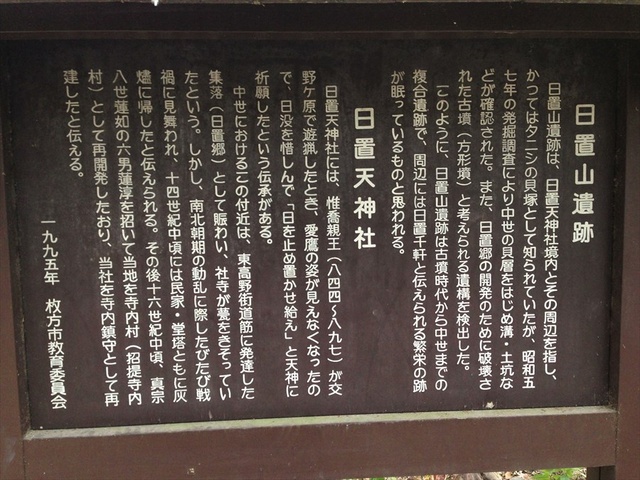 日置山遺跡
日置山遺跡は、日置天神社境内とその周辺を指し、
かつてはタニシの貝塚として知られていたが、昭和五
七年の発掘調査により中世の貝層をはじめ溝・土坑な
どが確認された。また、日置郷の開発のために破壊さ
れた古墳（方形墳）と考えられる遺構を検出した。
このように、日置山遺跡は古墳時代から中世までの
複合遺跡で、周辺には日置千軒と伝えられる繁栄の跡
が眠っているものと思われる。
日置天神社
日置天神社には、惟喬親王（八四四〜八九七）が交
野ヶ原で遊猟したとき、愛鷹の姿が見えなくなったの
で、日没を惜しんで「日を止め置かせ給え」と天神に
祈願したという伝承がある。
中世におけるこの付近は、東高野街道筋に発達した
集落（日置郷）として賑わい、社寺が甍をきそってい
たという。しかし、南北朝期の動乱に際したびたび戦
禍に見舞われ、十四世紀中頃には民家・堂塔ともに灰
燼に帰したと伝えられる。その後十六世紀中頃、真宗
八世蓮如の六男蓮淳を招いて当地を寺内村（招提寺内
村）として再開発したおり、当社を寺内鎮守として再
建したと伝える。
一九九五年　枚方市教育委員会